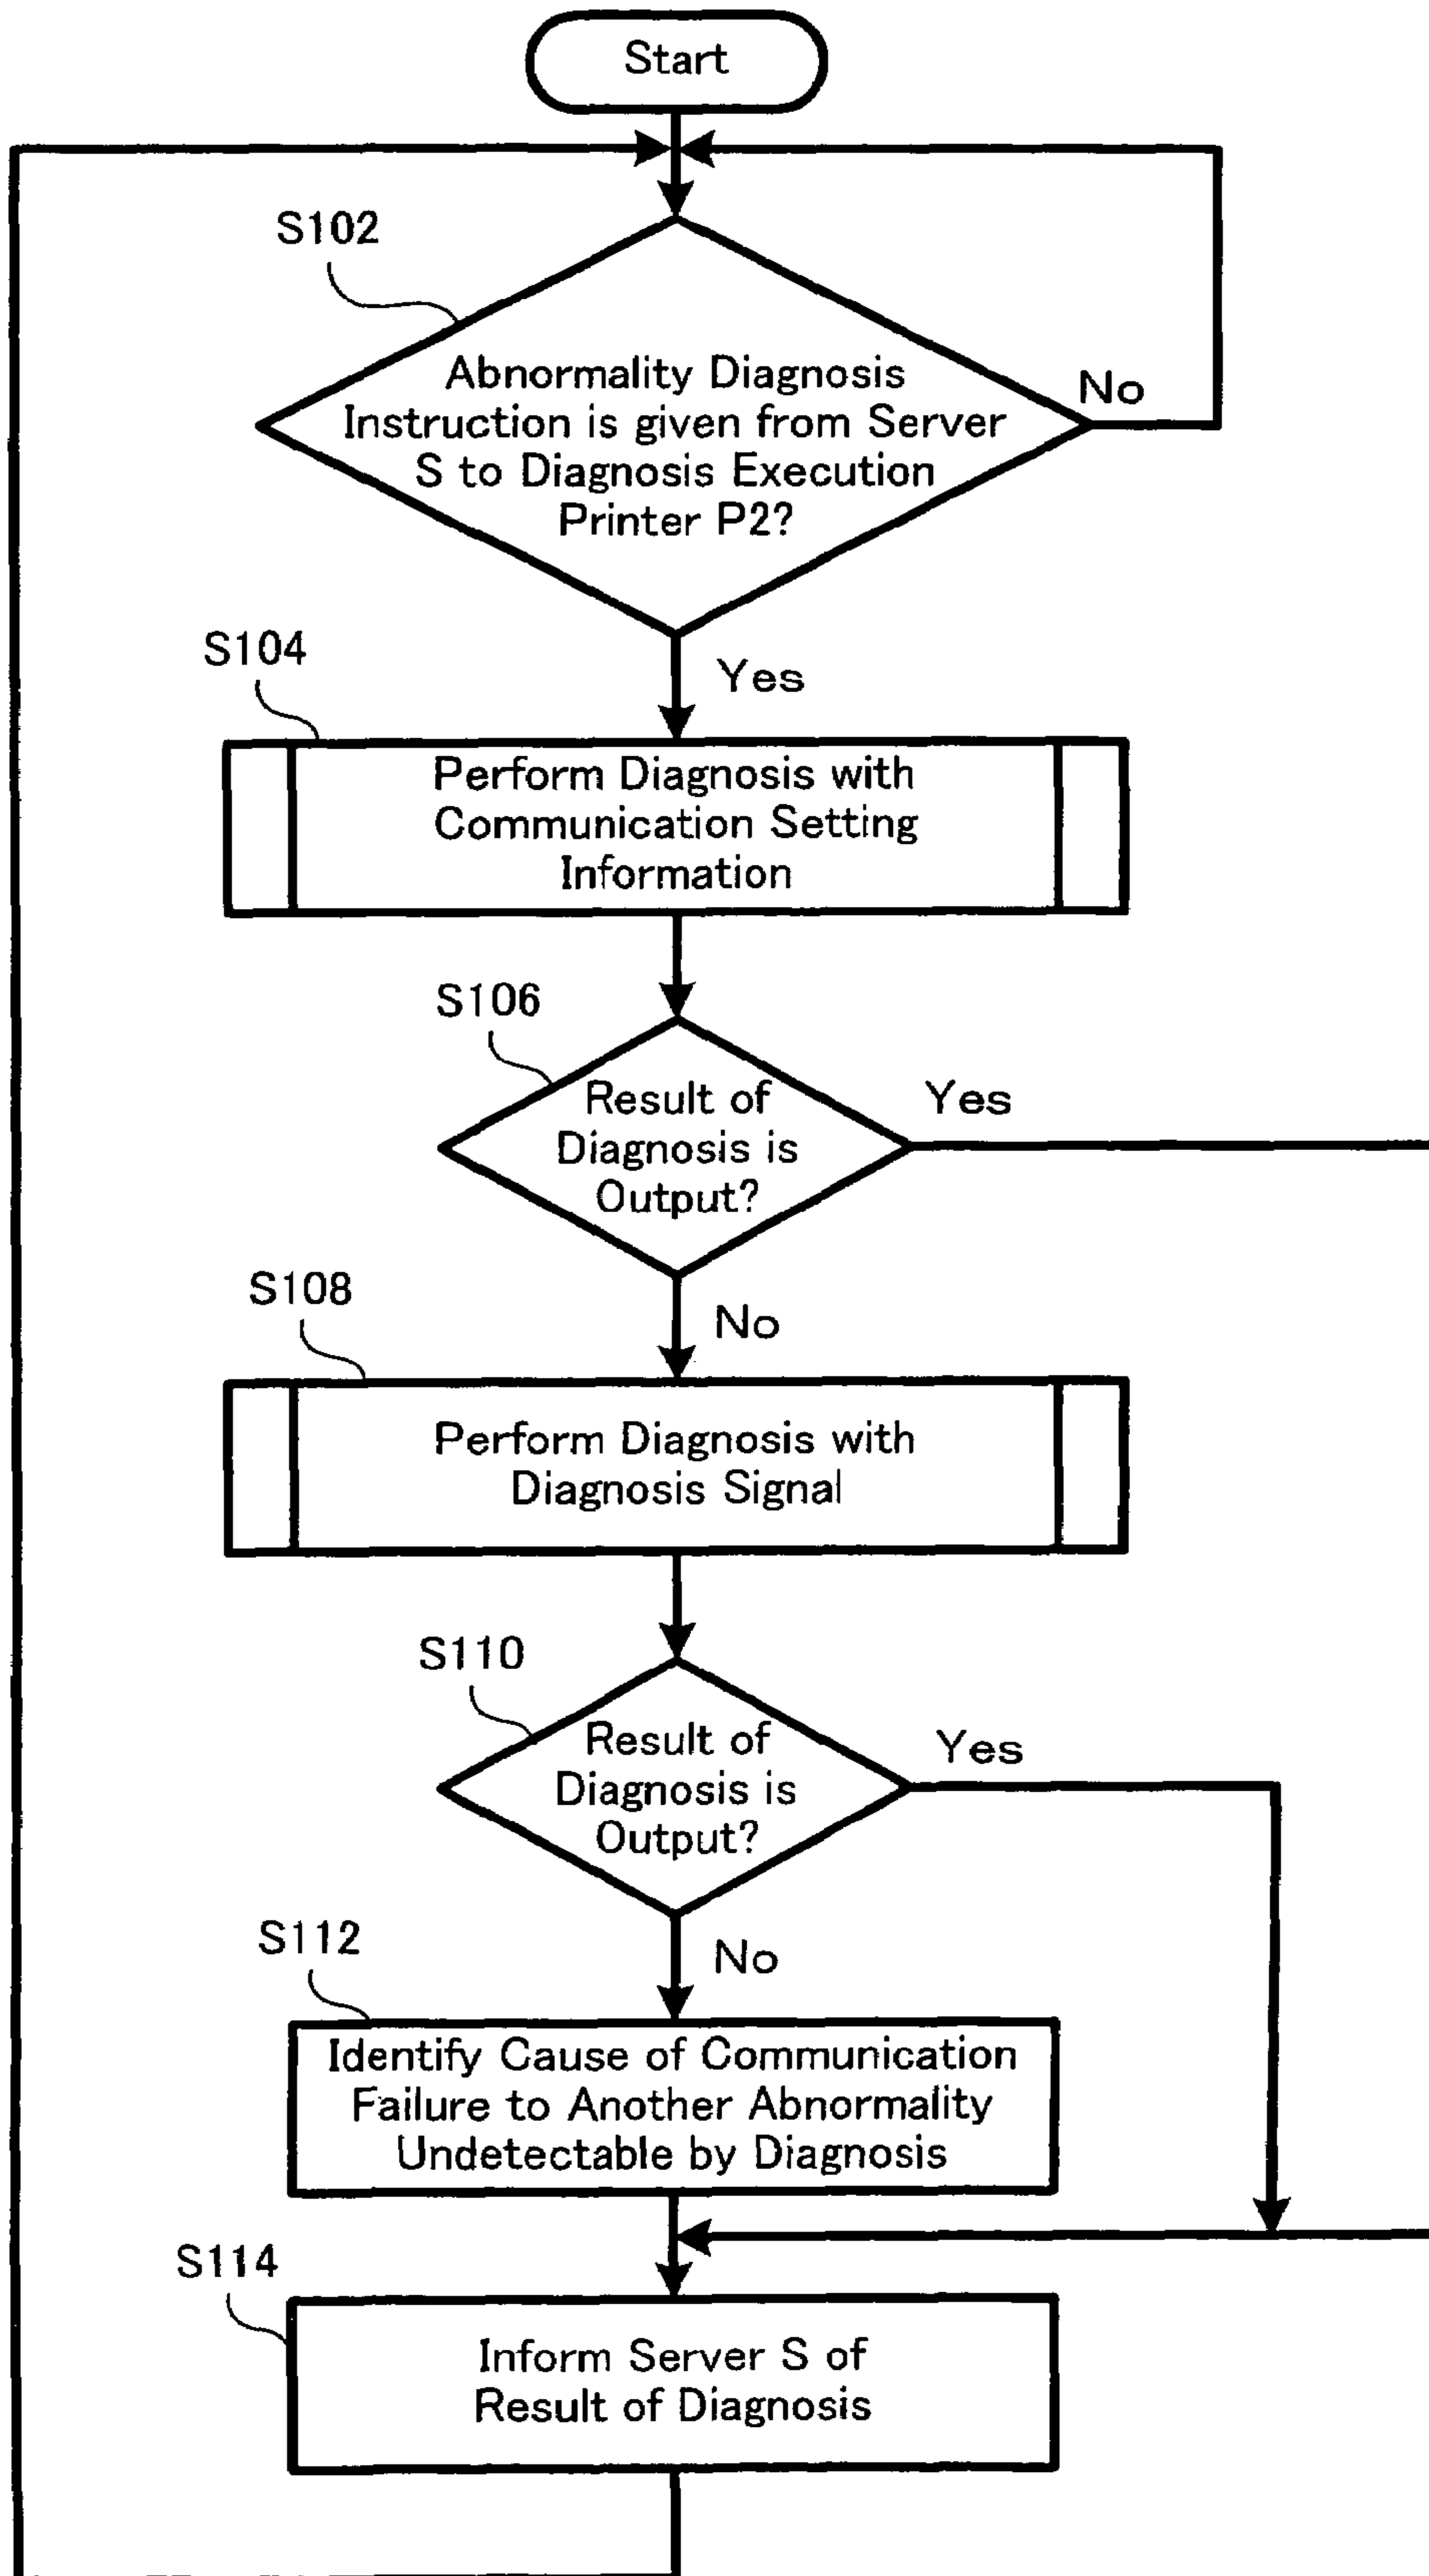 Start
S102
Abnormality Diagnosis
Instruction is given from Server
S to Diagnosis Execution
Printer P2?
No
Yes
S104
Perform Diagnosis with
Communication Setting
Information
S106
Result of
Diagnosis is
Output?
Yes
No
S108
Perform Diagnosis with
Diagnosis Signal
S110
Result of
Diagnosis is
Output?
Yes
No
S112
Identify Cause of Communication
Failure to Another Abnormality
Undetectable by Diagnosis
S114
Inform Server S of
Result of Diagnosis